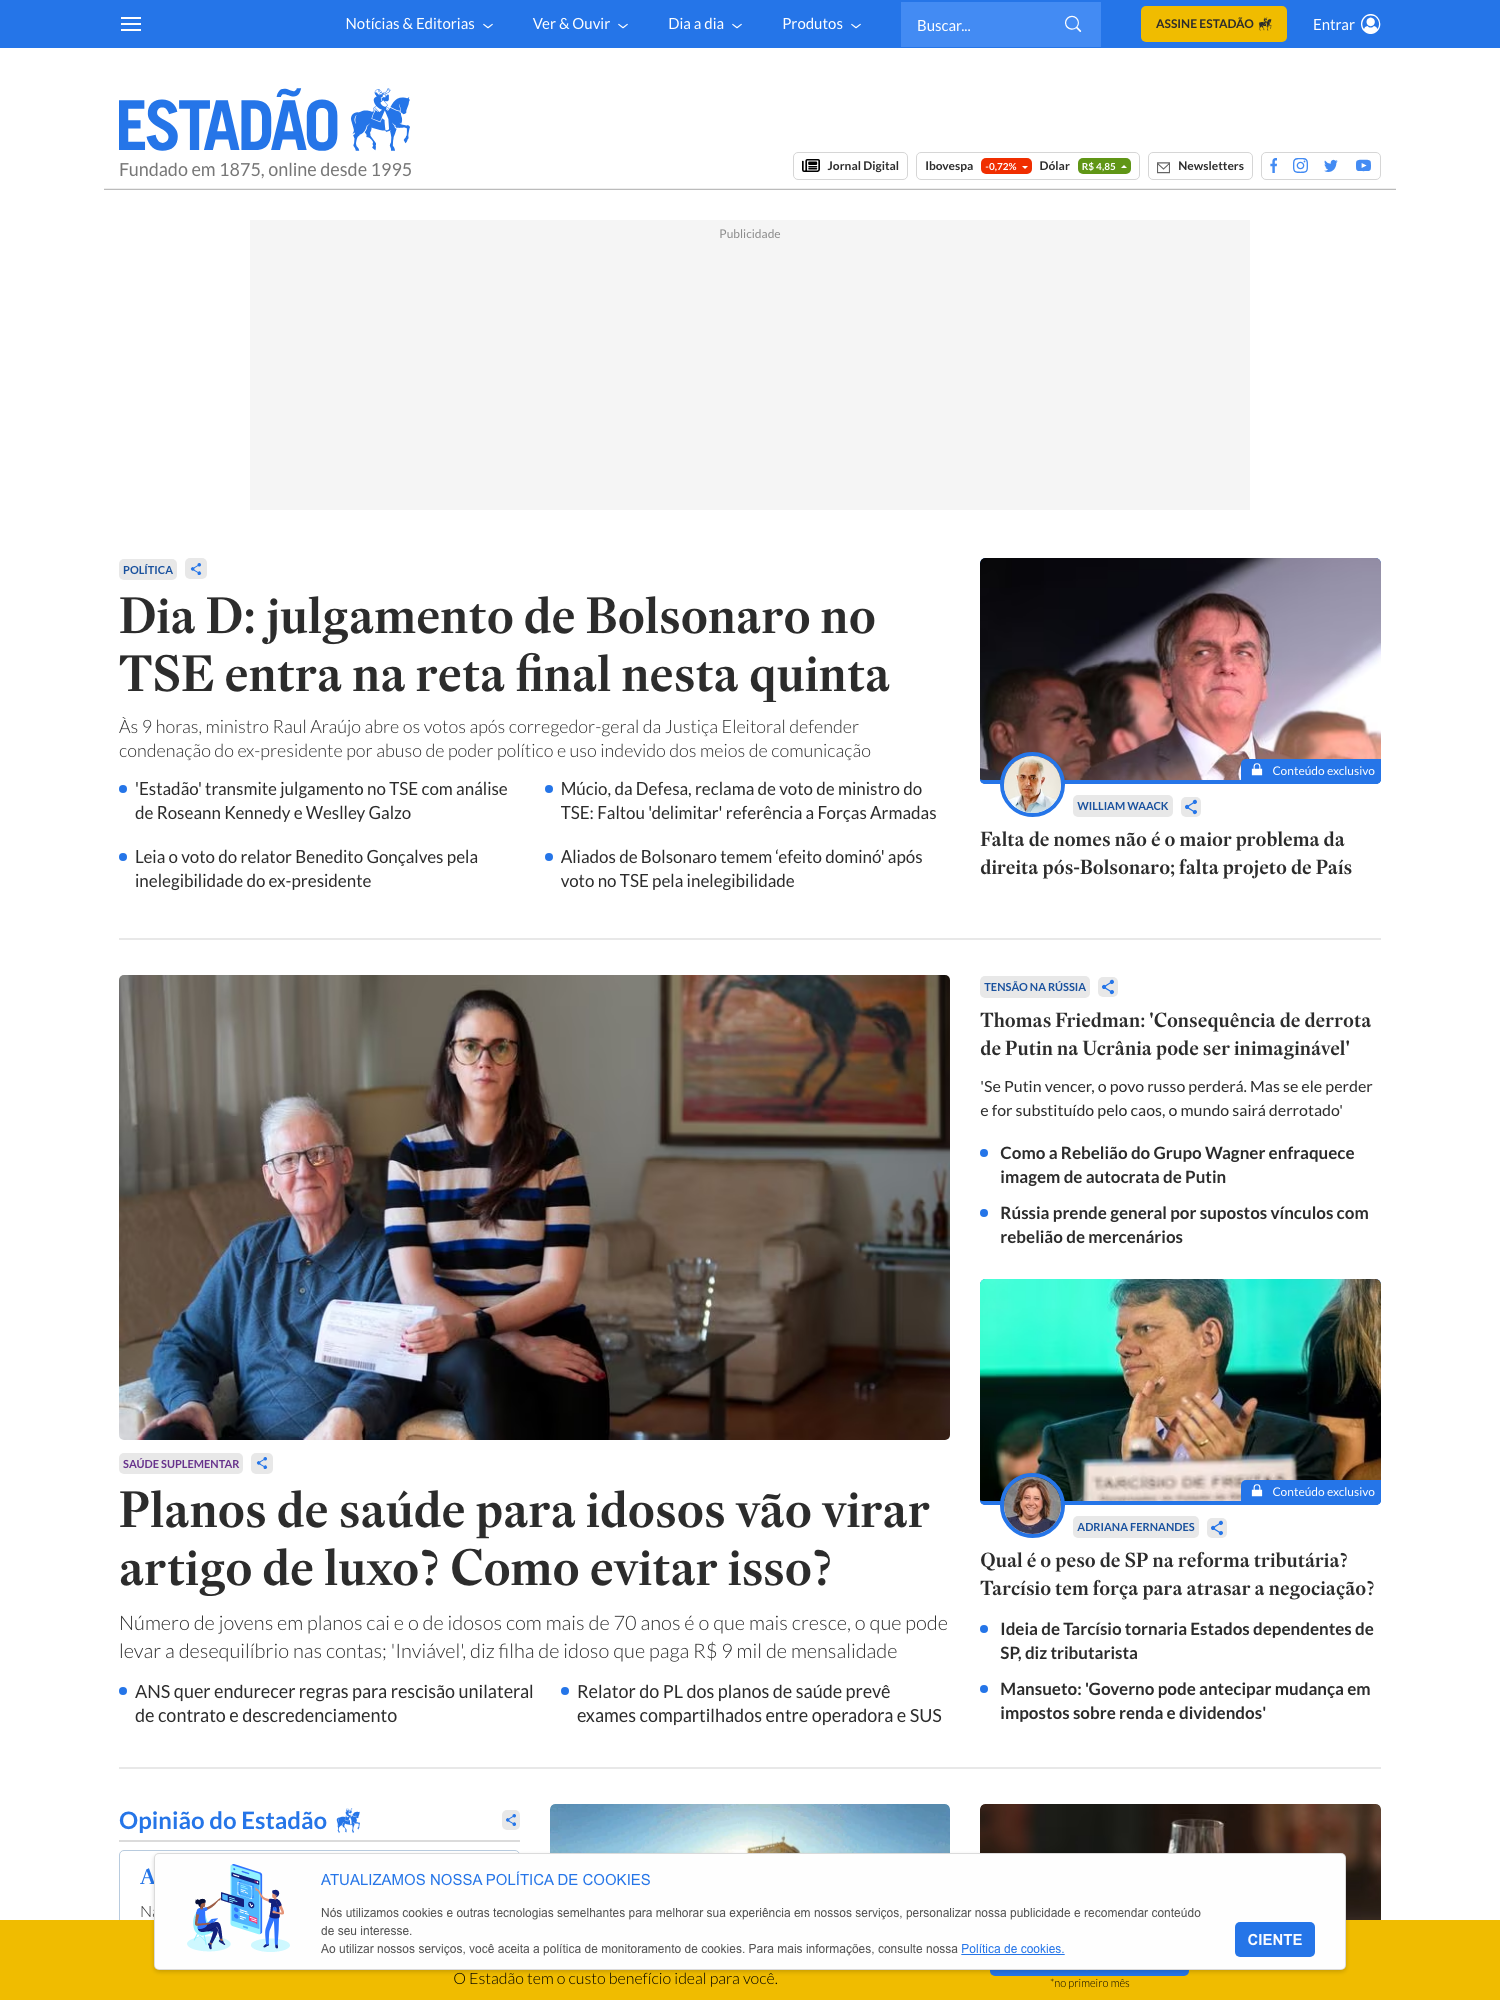 Notícias & Editorias
Ver & Ouvir
Dia a dia
Produtos
Buscar...
ASSINE ESTADÃO
Entrar
ESTADÃO
Fundado em 1875, online desde 1995
Jornal Digital
Ibovespa -0,72% Dólar R$ 4,85
Newsletters
Publicidade
POLÍTICA
Dia D: julgamento de Bolsonaro no
TSE entra na reta final nesta quinta
Às 9 horas, ministro Raul Araújo abre os votos após corregedor-geral da Justiça Eleitoral defender
condenação do ex-presidente por abuso de poder político e uso indevido dos meios de comunicação
'Estadão' transmite julgamento no TSE com análise
de Roseann Kennedy e Weslley Galzo
Múcio, da Defesa, reclama de voto de ministro do
TSE: Faltou 'delimitar' referência a Forças Armadas
Leia o voto do relator Benedito Gonçalves pela
inelegibilidade do ex-presidente
Aliados de Bolsonaro temem ‘efeito dominó' após
voto no TSE pela inelegibilidade
Conteúdo exclusivo
WILLIAM WAACK
Falta de nomes não é o maior problema da
direita pós-Bolsonaro; falta projeto de País
SAÚDE SUPLEMENTAR
Planos de saúde para idosos vão virar
artigo de luxo? Como evitar isso?
Número de jovens em planos cai e o de idosos com mais de 70 anos é o que mais cresce, o que pode
levar a desequilíbrio nas contas; 'Inviável', diz filha de idoso que paga R$ 9 mil de mensalidade
ANS quer endurecer regras para rescisão unilateral
de contrato e descredenciamento
Relator do PL dos planos de saúde prevê
exames compartilhados entre operadora e SUS
TENSÃO NA RÚSSIA
Thomas Friedman: 'Consequência de derrota
de Putin na Ucrânia pode ser inimaginável'
'Se Putin vencer, o povo russo perderá. Mas se ele perder
e for substituído pelo caos, o mundo sairá derrotado'
Como a Rebelião do Grupo Wagner enfraquece
imagem de autocrata de Putin
Rússia prende general por supostos vínculos com
rebelião de mercenários
TARCÍSIO DE FREITAS
Conteúdo exclusivo
ADRIANA FERNANDES
Qual é o peso de SP na reforma tributária?
Tarcísio tem força para atrasar a negociação?
Ideia de Tarcísio tornaria Estados dependentes de
SP, diz tributarista
Mansueto: 'Governo pode antecipar mudança em
impostos sobre renda e dividendos'
Opinião do Estadão
ATUALIZAMOS NOSSA POLÍTICA DE COOKIES
Nós utilizamos cookies e outras tecnologias semelhantes para melhorar sua experiência em nossos serviços, personalizar nossa publicidade e recomendar conteúdo
de seu interesse.
Ao utilizar nossos serviços, você aceita a política de monitoramento de cookies. Para mais informações, consulte nossa Política de cookies.
CIENTE
O Estadão tem o custo benefício ideal para você.
*no primeiro mês